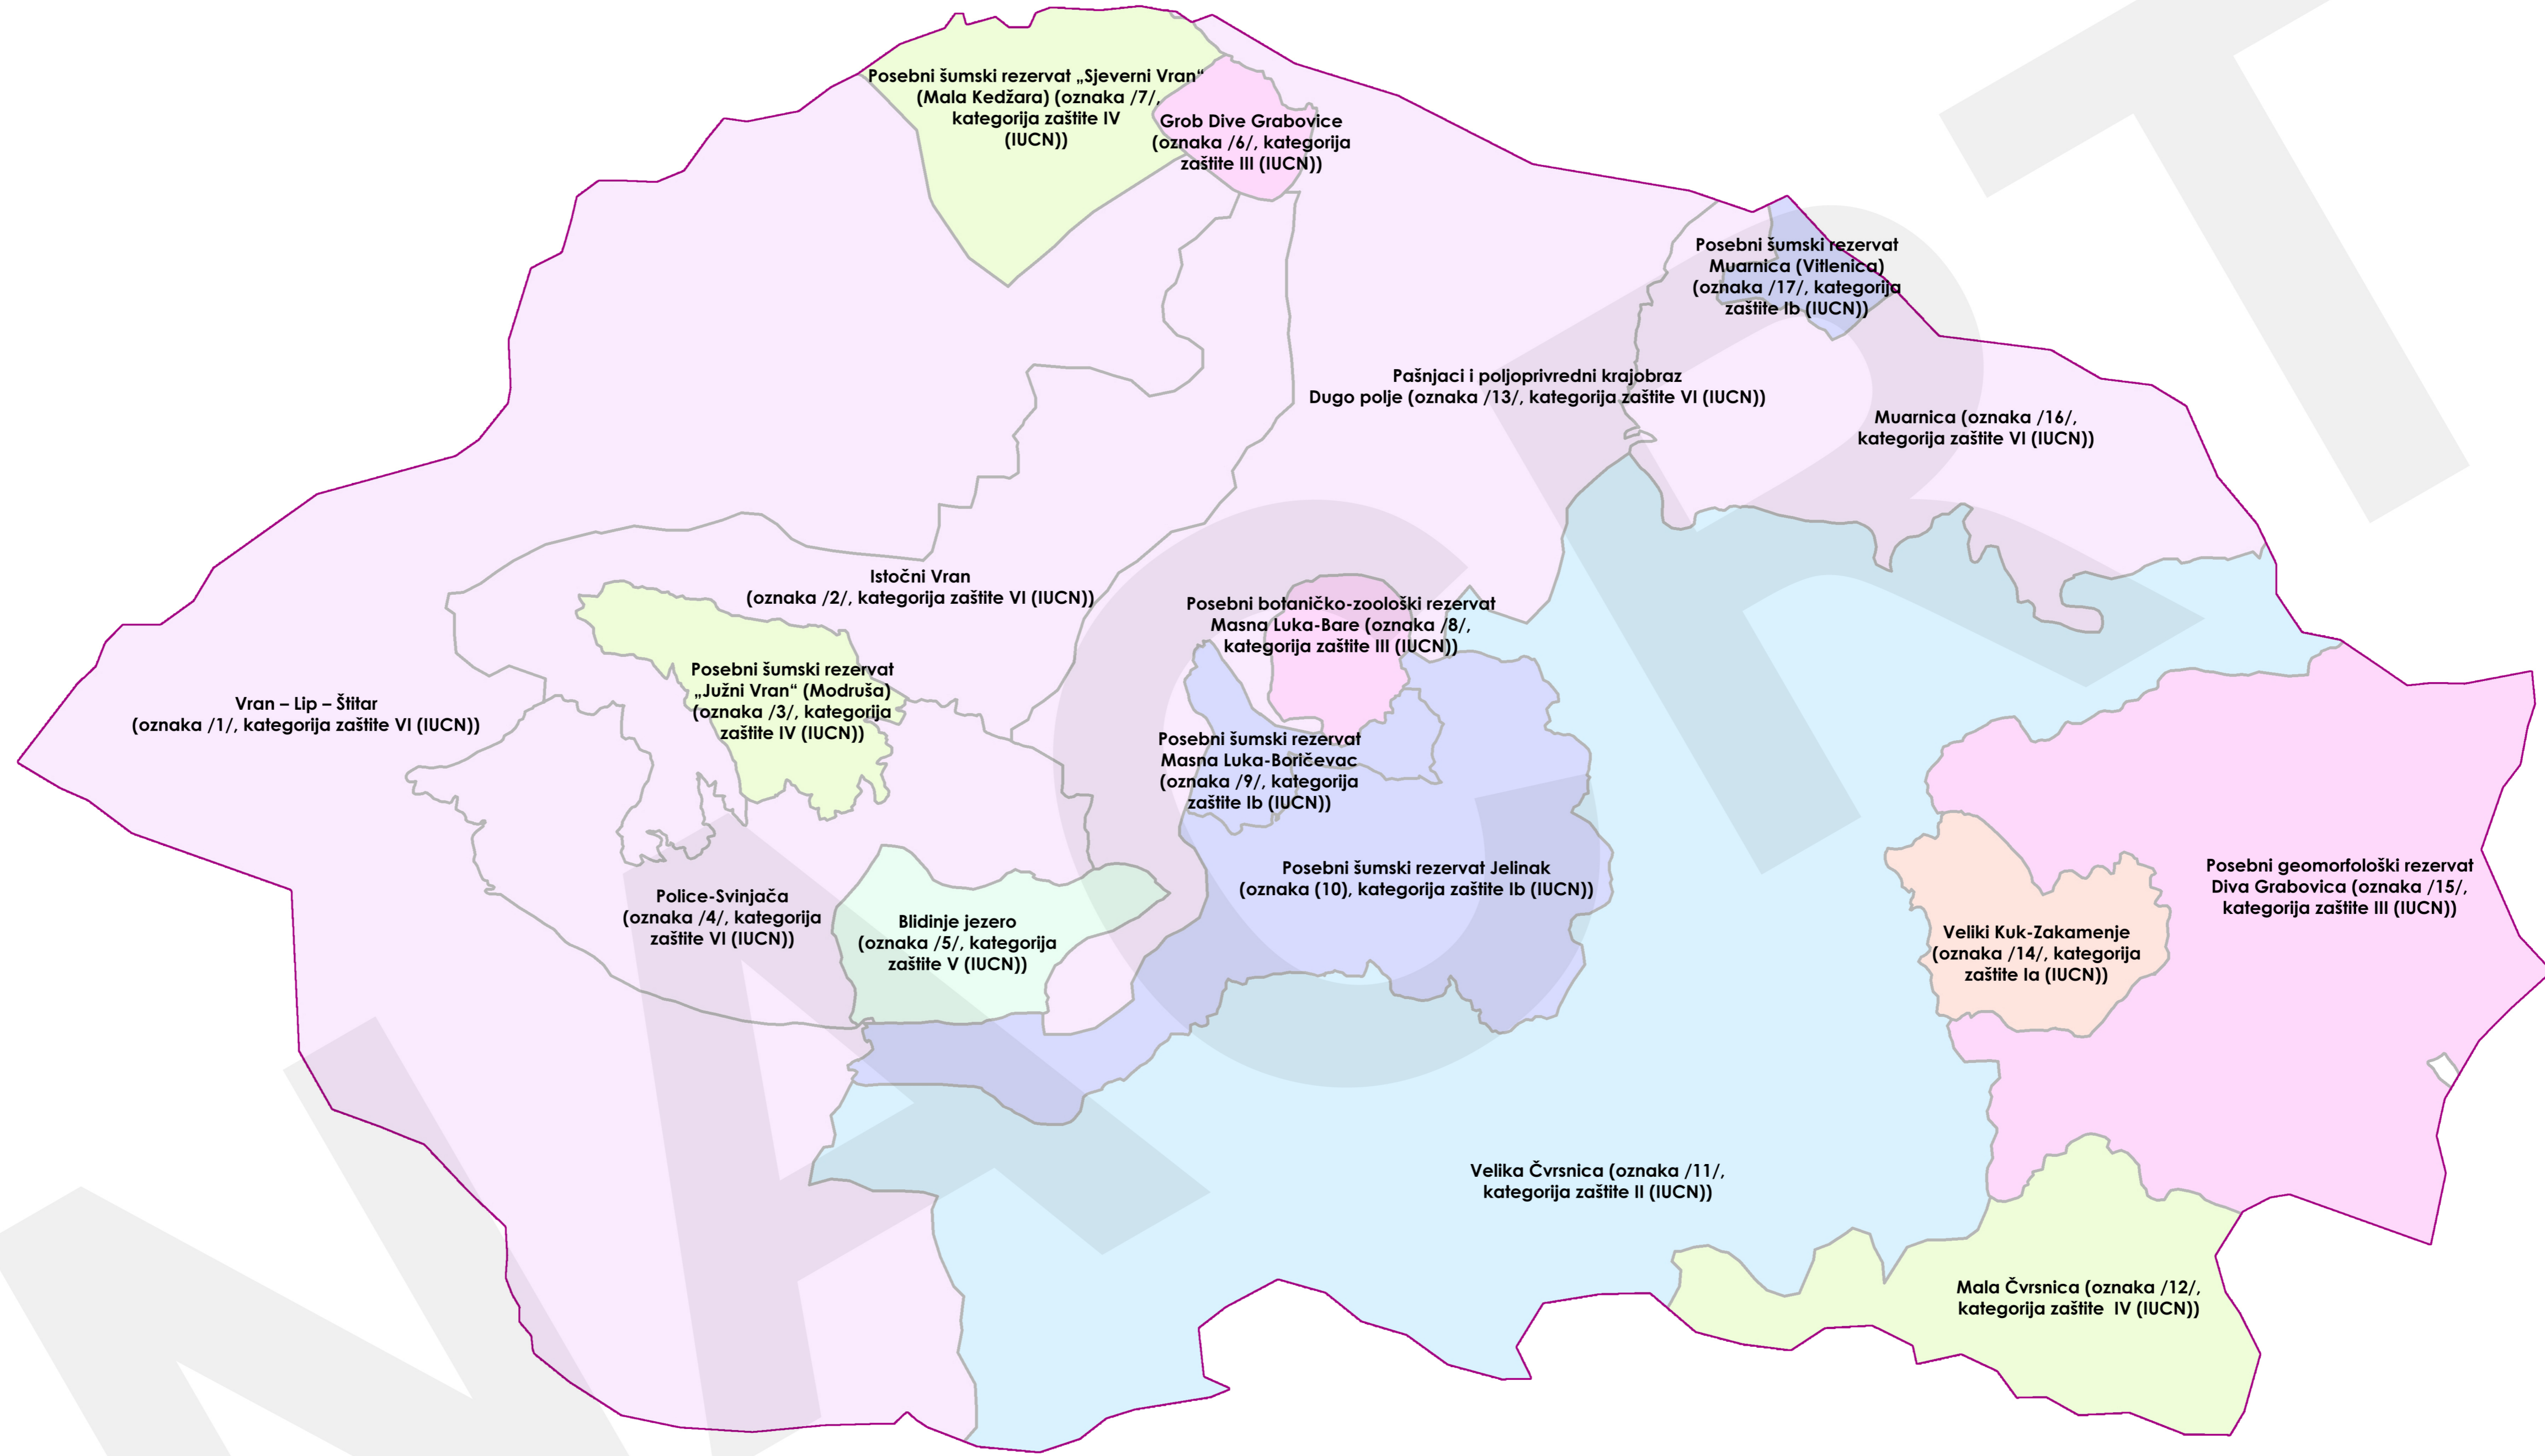 Posebni šumski rezervat „Sjeverni Vran“
(Mala Kedžara) (oznaka /7/,
kategorija zaštite IV
(IUCN))
Grob Dive Grabovice
(oznaka /6/, kategorija
zaštite III (IUCN))
Posebni šumski rezervat
Muarnica (Vitlenica)
(oznaka /17/, kategorija
zaštite Ib (IUCN))
Pašnjaci i poljoprivredni krajobraz
Dugo polje (oznaka /13/, kategorija zaštite VI (IUCN))
Muarnica (oznaka /16/,
kategorija zaštite VI (IUCN))
Istočni Vran
(oznaka /2/, kategorija zaštite VI (IUCN))
Posebni botaničko-zoološki rezervat
Masna Luka-Bare (oznaka /8/,
kategorija zaštite III (IUCN))
Posebni šumski rezervat
„Južni Vran“ (Modruša)
(oznaka /3/, kategorija
zaštite IV (IUCN))
Vran – Lip – Štitar
(oznaka /1/, kategorija zaštite VI (IUCN))
Posebni šumski rezervat
Masna Luka-Boričevac
(oznaka /9/, kategorija
zaštite Ib (IUCN))
Posebni šumski rezervat Jelinak
(oznaka (10), kategorija zaštite Ib (IUCN))
Posebni geomorfološki rezervat
Diva Grabovica (oznaka /15/,
kategorija zaštite III (IUCN))
Police-Svinjača
(oznaka /4/, kategorija
zaštite VI (IUCN))
Blidinje jezero
(oznaka /5/, kategorija
zaštite V (IUCN))
Veliki Kuk-Zakamenje
(oznaka /14/, kategorija
zaštite Ia (IUCN))
Velika Čvrsnica (oznaka /11/,
kategorija zaštite II (IUCN))
Mala Čvrsnica (oznaka /12/,
kategorija zaštite  IV (IUCN))
NACRT